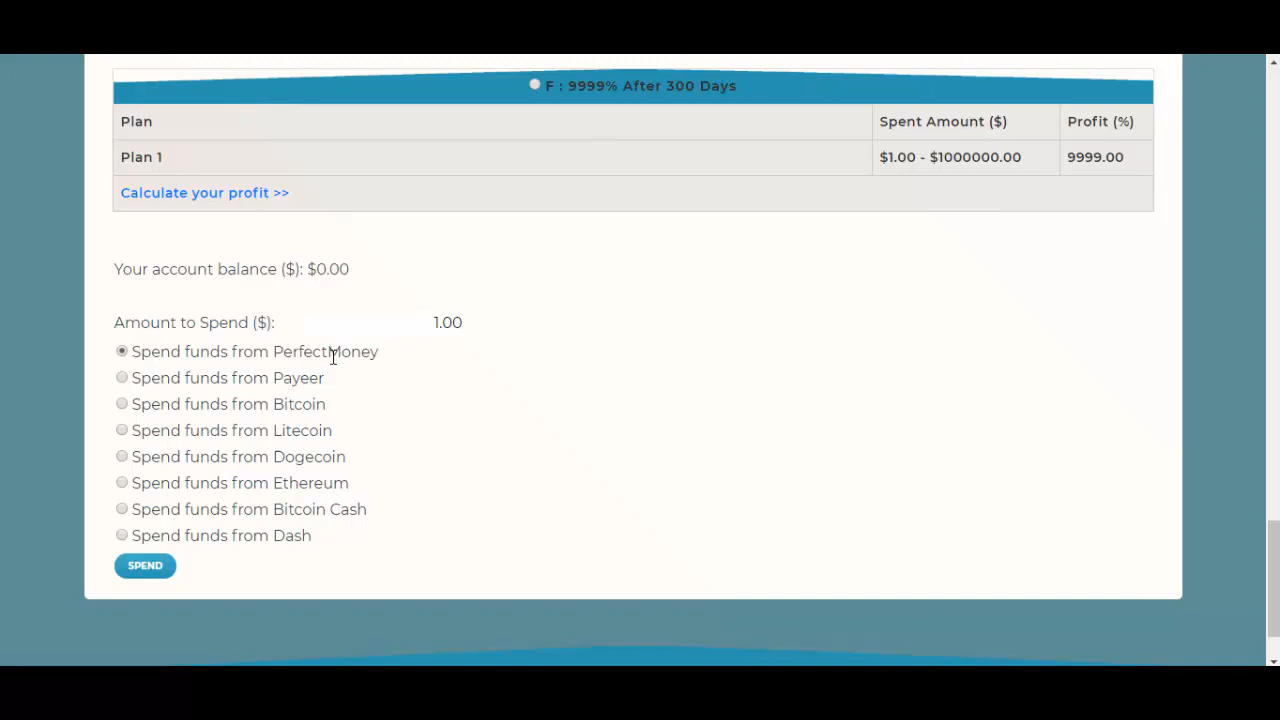 F : 9999% After 300 Days
Plan Spent Amount ($) Profit (%)
Plan 1 $1.00 - $1000000.00 9999.00
Calculate your profit >>
Your account balance ($): $0.00
Amount to Spend ($): 1.00
Spend funds from PerfectMoney
Spend funds from Payeer
Spend funds from Bitcoin
Spend funds from Litecoin
Spend funds from Dogecoin
Spend funds from Ethereum
Spend funds from Bitcoin Cash
Spend funds from Dash
SPEND